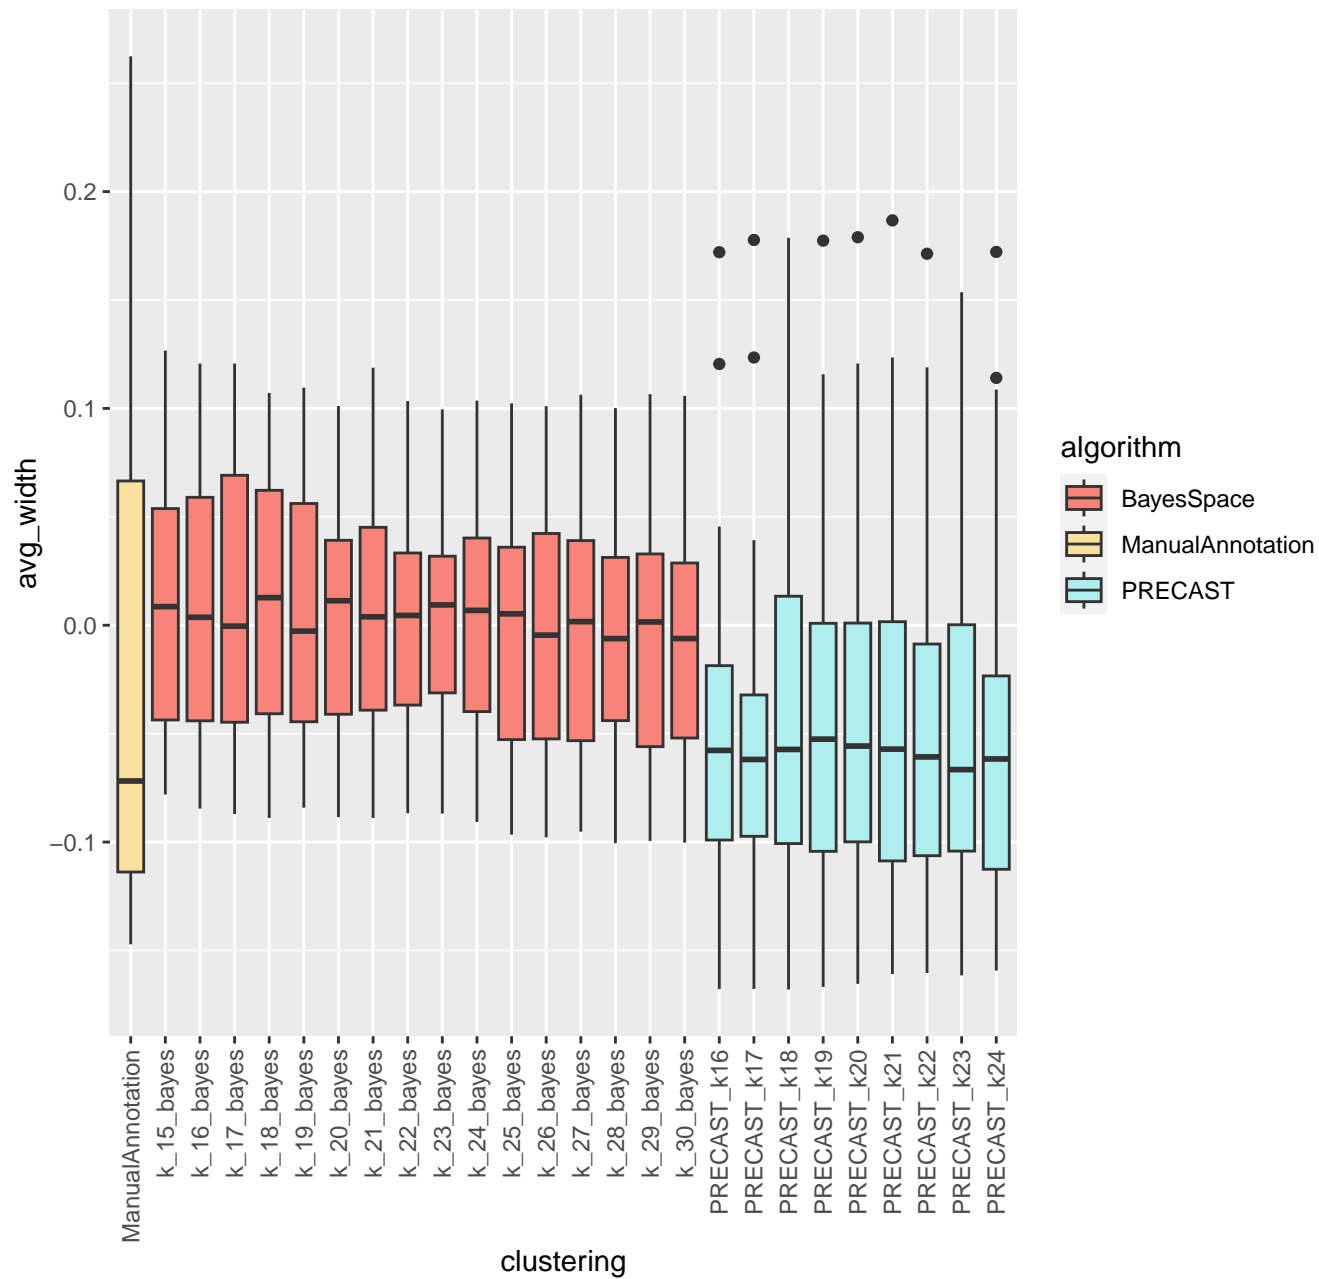 avg_width
0.2
0.1
0.0
−0.1
ManualAnnotation
k_15_bayes
k_16_bayes
k_17_bayes
k_18_bayes
k_19_bayes
k_20_bayes
k_21_bayes
k_22_bayes
k_23_bayes
k_24_bayes
k_25_bayes
k_26_bayes
k_27_bayes
k_28_bayes
k_29_bayes
k_30_bayes
PRECAST_k16
PRECAST_k17
PRECAST_k18
PRECAST_k19
PRECAST_k20
PRECAST_k21
PRECAST_k22
PRECAST_k23
PRECAST_k24
clustering
algorithm
BayesSpace
ManualAnnotation
PRECAST